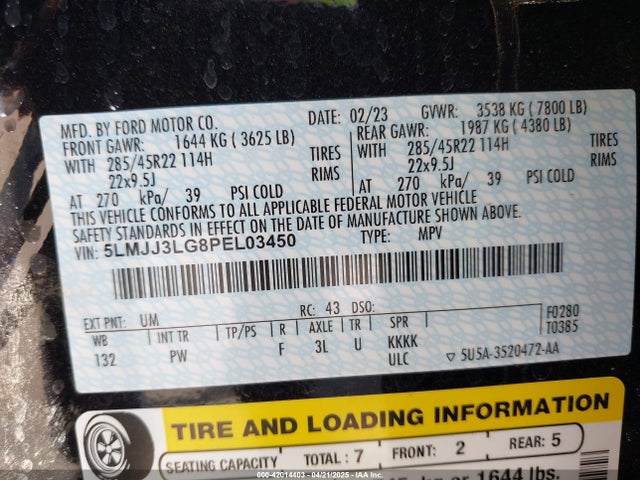 MFD. BY FORD MOTOR CO. DATE: 02/23 GVWR: 3538 KG ( 7800 LB)
FRONT GAWR: 1644 KG ( 3625 LB) REAR GAWR: 1987 KG ( 4380 LB)
WITH 285/45R22 114H TIRES WITH 285/45R22 114H
22x9.5J RIMS 22x9.5J
TIRES
RIMS
AT 270 kPa/ 39 PSI COLD AT 270 kPa/ 39 PSI COLD
THIS VEHICLE CONFORMS TO ALL APPLICABLE FEDERAL MOTOR VEHICLE
SAFETY STANDARDS IN EFFECT ON THE DATE OF MANUFACTURE SHOWN ABOVE.
VIN: 5LMJJ3LG8PEL03450 TYPE: MPV
EXT PNT: UM RC: 43 DSO: F0280
T0385
WB INT TR TP/PS R AXLE TR SPR
132 PW F 3L U KKKK
ULC ▽ 5U5A-3520472-AA
TIRE AND LOADING INFORMATION
SEATING CAPACITY TOTAL: 7 FRONT: 2 REAR: 5
kg or 1644 lbs.
000-42014403 - 04/21/2025 - IAA, Inc.